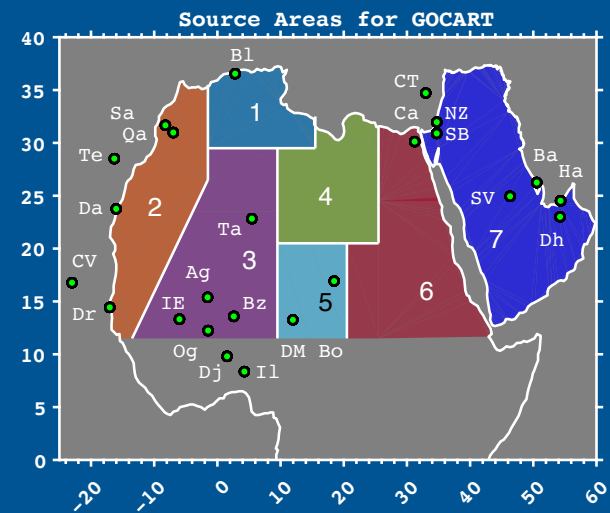 Source Areas for GOCART
40
35
30
25
20
15
10
5
0
-20
-10
0
10
20
30
40
50
60
Bl
CT
Sa
1
Ca
NZ
Qa
SB
Te
Ba
Ha
4
SV
Da
2
Ta
7
Dh
3
CV
Ag
6
5
IE
Bz
Dr
Og
DM
Bo
Dj
Il